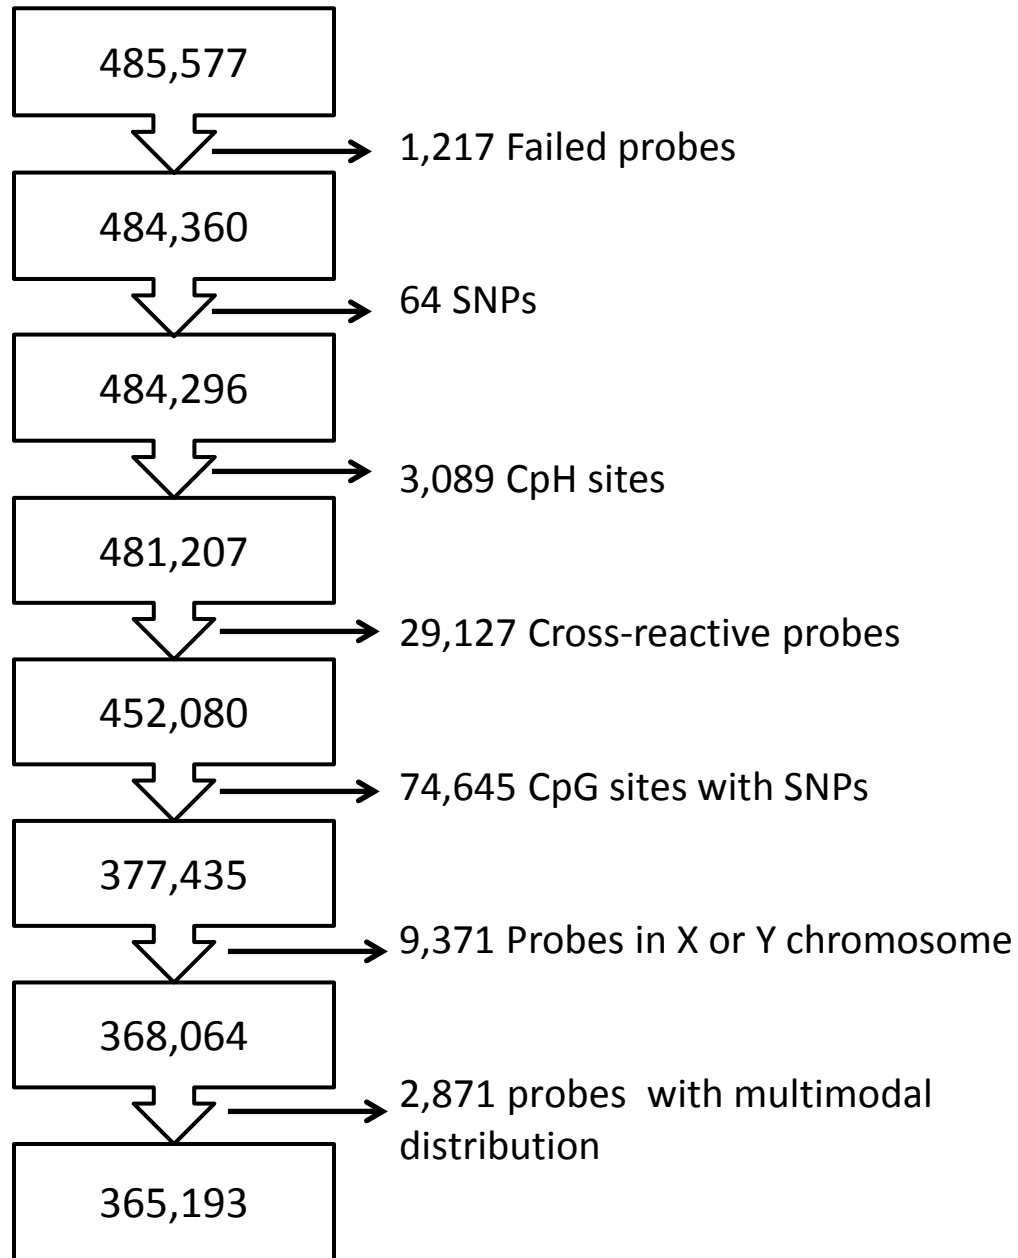 485,577
1,217 Failed probes
484,360
64 SNPs
484,296
3,089 CpH sites
481,207
29,127 Cross-reactive probes
452,080
74,645 CpG sites with SNPs
377,435
9,371 Probes in X or Y chromosome
368,064
2,871 probes  with multimodal
distribution
365,193